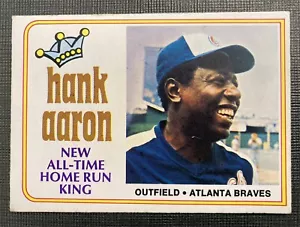 hank
aaron
NEW
ALL-TIME
HOME RUN
KING
OUTFIELD • ATLANTA BRAVES